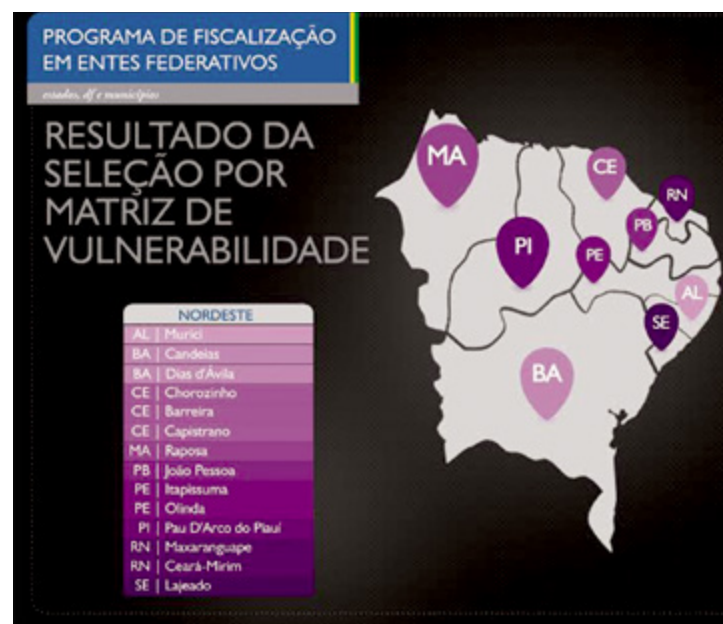 PROGRAMA DE FISCALIZAÇÃO
EM ENTES FEDERATIVOS
estados, df e municípios
RESULTADO DA
SELEÇÃO POR
MATRIZ DE
VULNERABILIDADE
NORDESTE
AL | Murici
BA | Candeias
BA | Dias d'Ávila
CE | Chorozinho
CE | Barreira
CE | Capistrano
MA | Raposa
PB | João Pessoa
PE | Itapissuma
PE | Olinda
PI | Pau D'Arco do Piauí
RN | Maxaranguape
RN | Ceará-Mirim
SE | Lajeado
MA
CE
RN
PB
PI
PE
AL
SE
BA